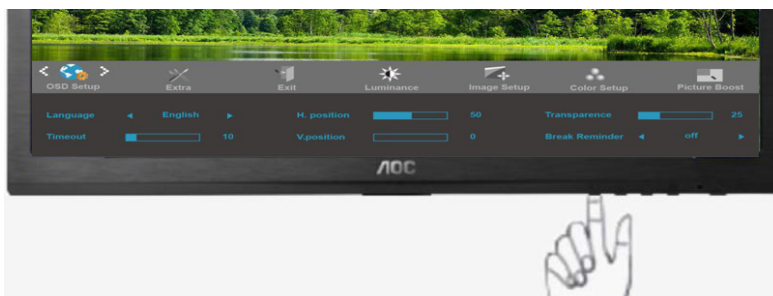 < >
OSD Setup Extra Exit Luminance Image Setup Color Setup Picture Boost
Language English H. position 50 Transparence 25
Timeout 10 V.position 0 Break Reminder off
AOC